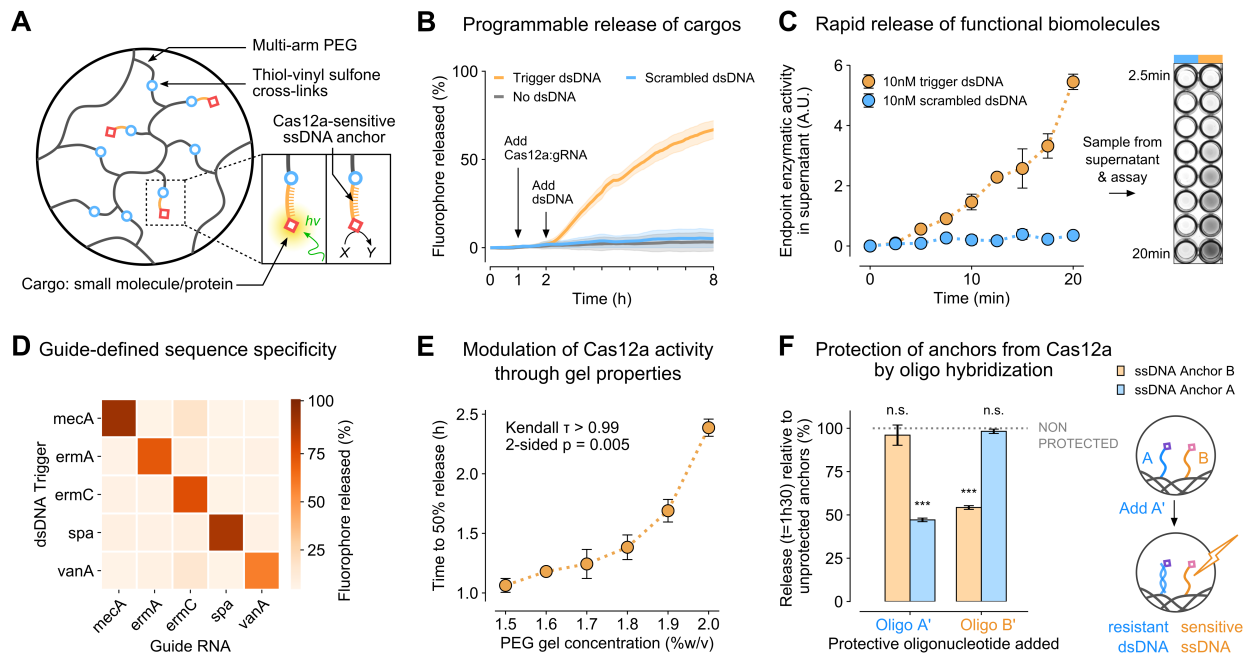 A
Multi-arm PEG
Thiol-vinyl sulfone
cross-links
Cas12a-sensitive
ssDNA anchor
hv
X Y
Cargo: small molecule/protein
B Programmable release of cargos
Fluorophore released (%)
100
50
0
Trigger dsDNA
Scrambled dsDNA
No dsDNA
Add
Cas12a:gRNA
Add
dsDNA
0 1 2 8
Time (h)
C Rapid release of functional biomolecules
Endpoint enzymatic activity
in supernatant (A.U.)
6
4
2
0
10nM trigger dsDNA
10nM scrambled dsDNA
0 10 20
Time (min)
Sample from
supernatant
& assay
2.5min
20min
D Guide-defined sequence specificity
dsDNA Trigger
mecA
ermA
ermC
spa
vanA
mecA ermA ermC spa vanA
Guide RNA
100
75
50
25
Fluorophore released (%)
E Modulation of Cas12a activity
through gel properties
Time to 50% release (h)
2.5
2.0
1.5
1.0
Kendall τ > 0.99
2-sided p = 0.005
1.5 1.6 1.7 1.8 1.9 2.0
PEG gel concentration (%w/v)
F Protection of anchors from Cas12a
by oligo hybridization
ssDNA Anchor B
ssDNA Anchor A
Release (t=1h30) relative to
unprotected anchors (%)
100
75
50
25
0
n.s. n.s.
*** ***
NON
PROTECTED
Oligo A' Oligo B'
Protective oligonucleotide added
A B
Add A'
resistant sensitive
dsDNA ssDNA